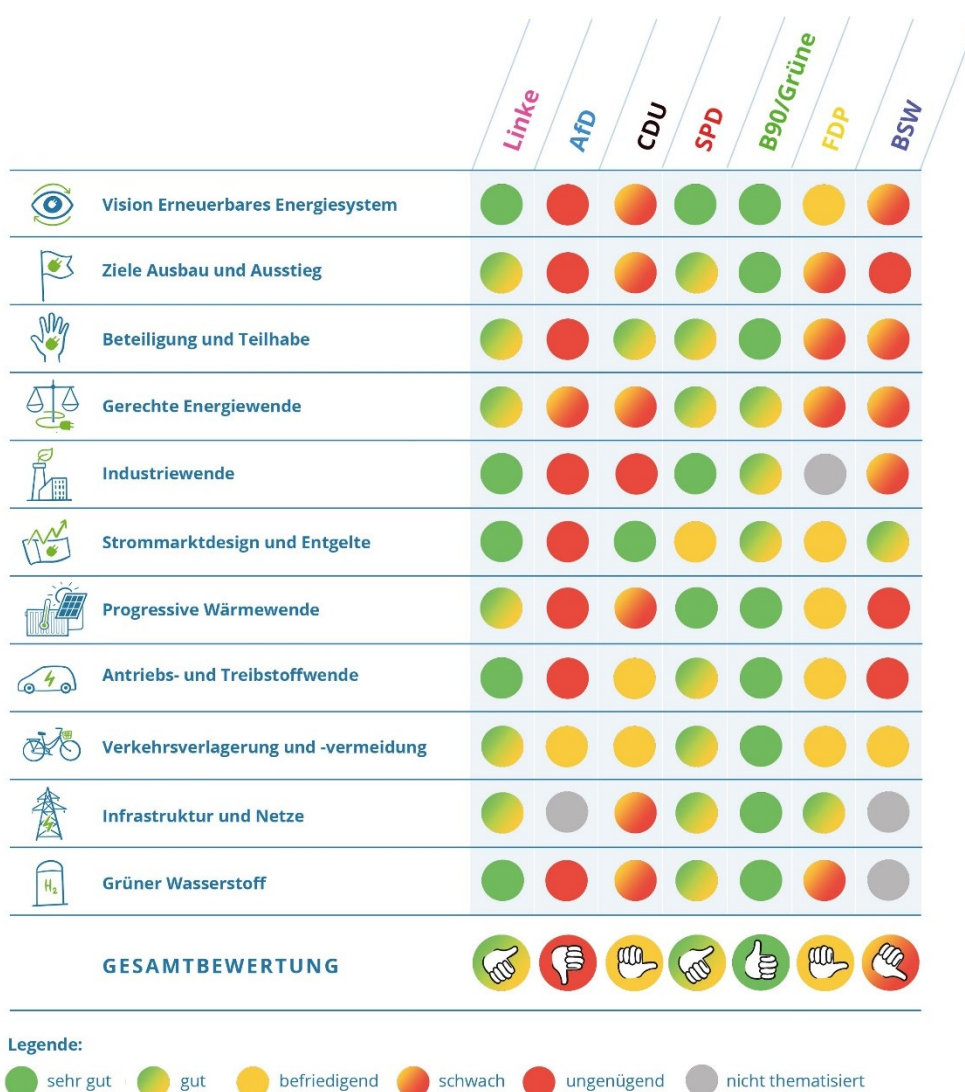 Linke AfD CDU SPD B90/Grüne FDP BSW
Vision Erneuerbares Energiesystem
Ziele Ausbau und Ausstieg
Beteiligung und Teilhabe
Gerechte Energiewende
Industriewende
Strommarktdesign und Entgelte
Progressive Wärmewende
Antriebs- und Treibstoffwende
Verkehrsverlagerung und -vermeidung
Infrastruktur und Netze
H₂
Grüner Wasserstoff
GESAMTBEWERTUNG
Legende:
sehr gut gut befriedigend schwach ungenügend nicht thematisiert